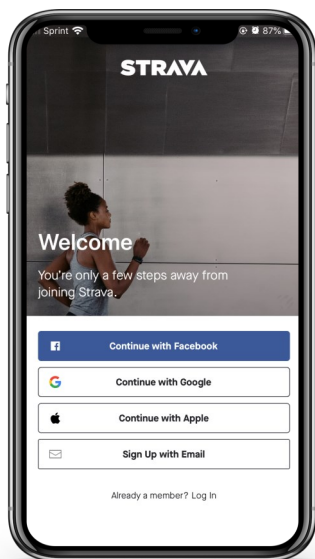 Sprint 87%
STRAVA
Welcome
You're only a few steps away from
joining Strava.
Continue with Facebook
Continue with Google
Continue with Apple
Sign Up with Email
Already a member? Log In